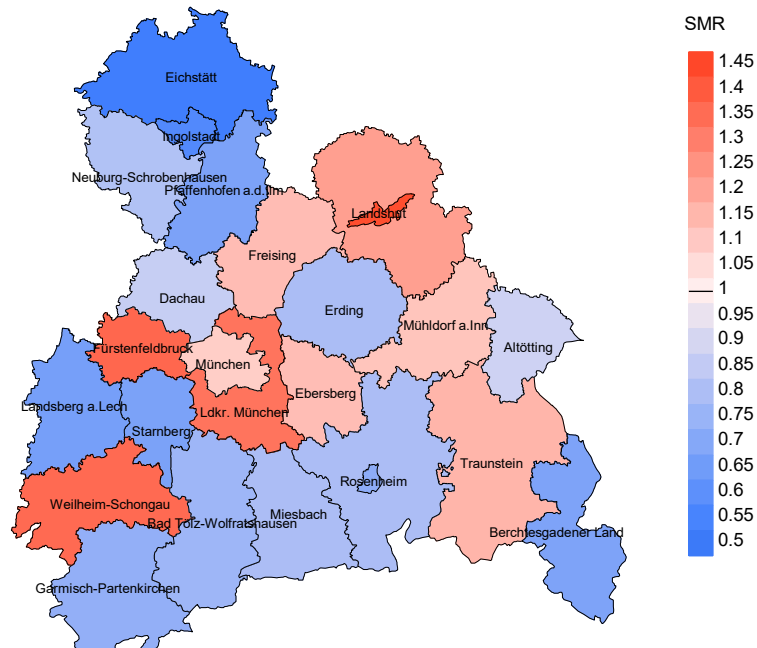 SMR
1.45
1.4
1.35
1.3
1.25
1.2
1.15
1.1
1.05
1
0.95
0.9
0.85
0.8
0.75
0.7
0.65
0.6
0.55
0.5
Eichstätt
Ingolstadt
Neuburg-Schrobenhausen
Pfaffenhofen a.d.Ilm
Landshut
Freising
Dachau
Erding
Mühldorf a.Inn
Altötting
Fürstenfeldbruck
München
Ebersberg
Landsberg a.Lech
Ldkr. München
Starnberg
Traunstein
Rosenheim
Weilheim-Schongau
Miesbach
Bad Tölz-Wolfratshausen
Berchtesgadener Land
Garmisch-Partenkirchen